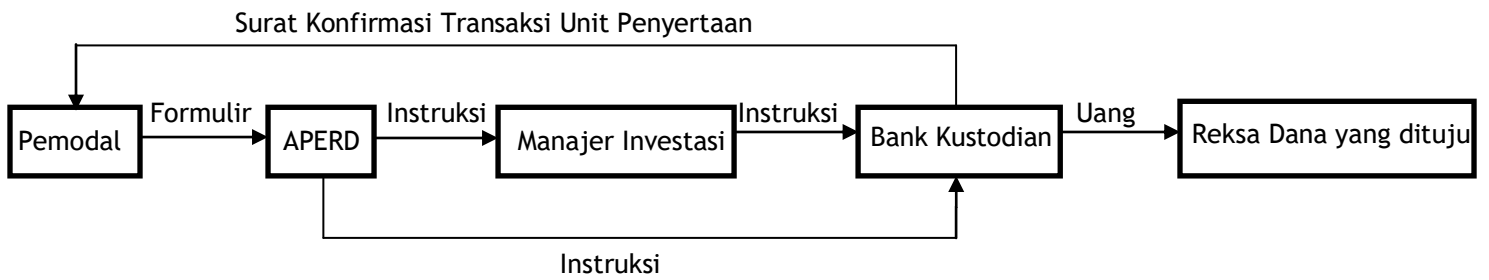 Surat Konfirmasi Transaksi Unit Penyertaan
Formulir
Instruksi
Instruksi
Uang
Pemodal
APERD
Manajer Investasi
Bank Kustodian
Reksa Dana yang dituju
Instruksi